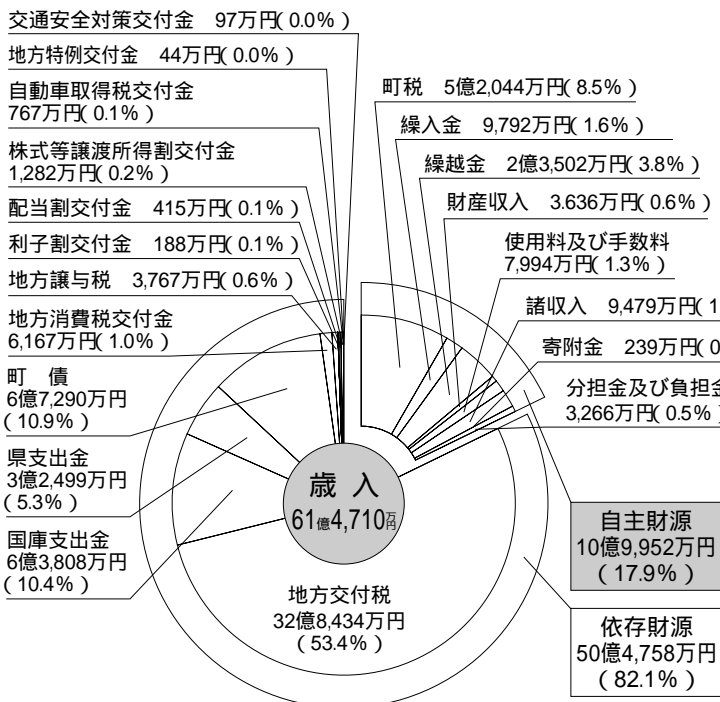 交通安全対策交付金 97万円(0.0%)
地方特例交付金 44万円(0.0%)
自動車取得税交付金
767万円(0.1%)
株式等譲渡所得割交付金
1,282万円(0.2%)
配当割交付金 415万円(0.1%)
利子割交付金 188万円(0.1%)
地方譲与税 3,767万円(0.6%)
地方消費税交付金
6,167万円(1.0%)
町 債
6億7,290万円
(10.9%)
県支出金
3億2,499万円
(5.3%)
国庫支出金
6億3,808万円
(10.4%)
町税 5億2,044万円(8.5%)
繰入金 9,792万円(1.6%)
繰越金 2億3,502万円(3.8%)
財産収入 3.636万円(0.6%)
使用料及び手数料
7,994万円(1.3%)
諸収入 9,479万円(1
寄附金 239万円(0
分担金及び負担金
3,266万円(0.5%)
歳 入
61億4,710万円
地方交付税
32億8,434万円
(53.4%)
自主財源
10億9,952万円
(17.9%)
依存財源
50億4,758万円
(82.1%)